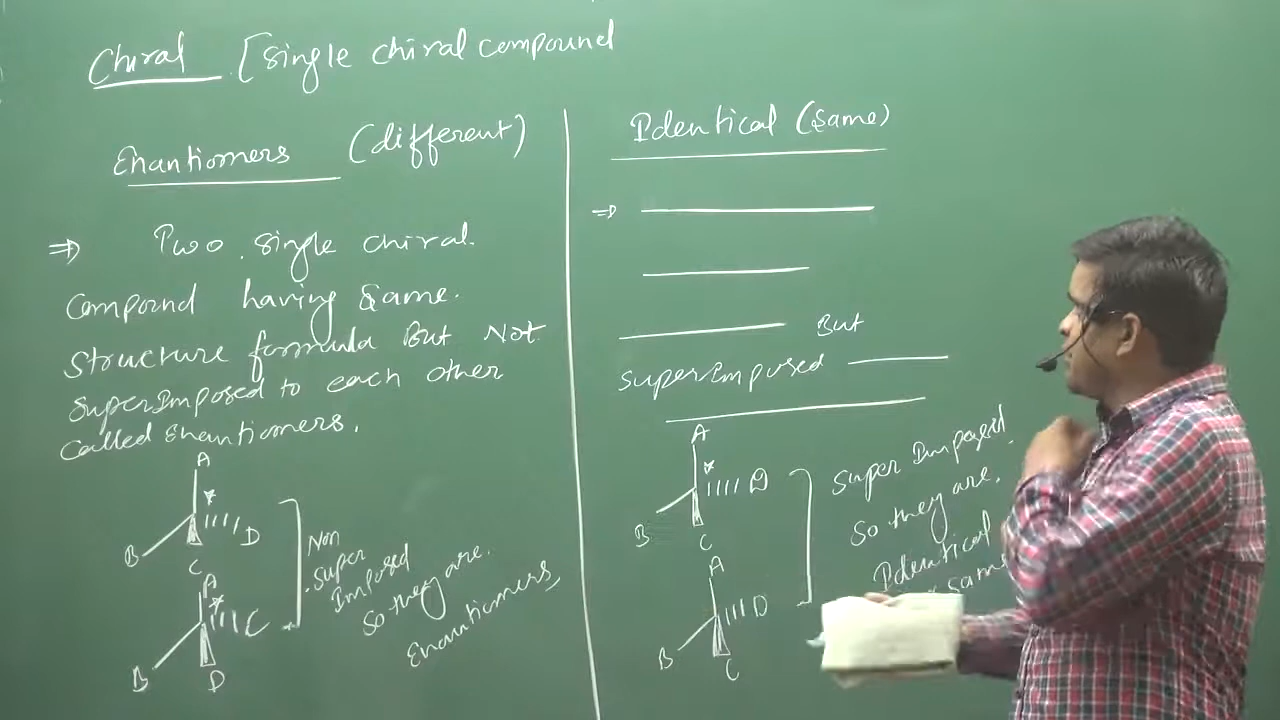 Chiral [single chiral compound
Enantiomers (different)
⇒ Two single chiral.
Compound having Same.
Structure formula But Not
SuperImposed to each other
Called Enantiomers.
A
*
B
D
C
A
*
C
B
D
Non
Super
Imposed
So they are.
Enantiomers,
Identical (Same)
⇒
But
SuperImposed
A
*
D
B
C
A
D
B
C
Super Imposed.
So they are.
Identical
same